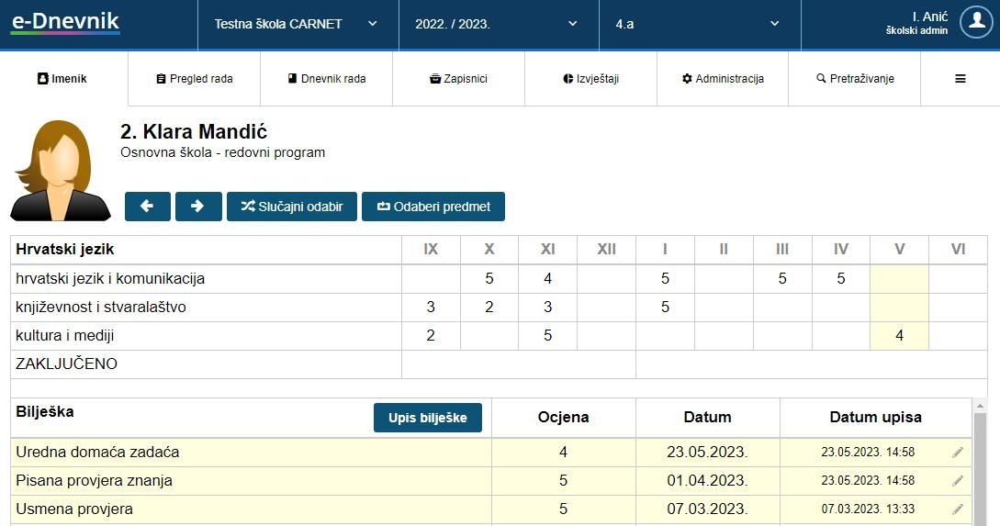 e-Dnevnik Testna škola CARNET 2022. / 2023. 4.a I. Anić
školski admin
Imenik Pregled rada Dnevnik rada Zapisnici Izvještaji Administracija Pretraživanje
2. Klara Mandić
Osnovna škola - redovni program
Slučajni odabir Odaberi predmet
Hrvatski jezik IX X XI XII I II III IV V VI
hrvatski jezik i komunikacija 5 4 5 5 5
književnost i stvaralaštvo 3 2 3 5
kultura i mediji 2 5 4
ZAKLJUČENO
Bilješka Upis bilješke Ocjena Datum Datum upisa
Uredna domaća zadaća 4 23.05.2023. 23.05.2023. 14:58
Pisana provjera znanja 5 01.04.2023. 23.05.2023. 14:58
Usmena provjera 5 07.03.2023. 07.03.2023. 13:33